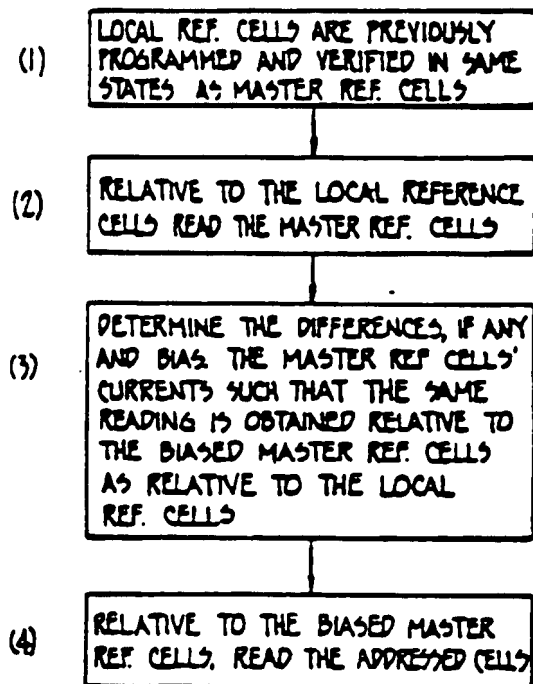 (1)
LOCAL REF. CELLS ARE PREVIOUSLY
PROGRAMMED AND VERIFIED IN SAME
STATES AS MASTER REF. CELLS
(2)
RELATIVE TO THE LOCAL REFERENCE
CELLS READ THE MASTER REF. CELLS
(3)
DETERMINE THE DIFFERENCES, IF ANY
AND BIAS. THE MASTER REF CELLS'
CURRENTS SUCH THAT THE SAME
READING IS OBTAINED RELATIVE TO
THE BIASED MASTER REF. CELLS
AS RELATIVE TO THE LOCAL
REF. CELLS
(4)
RELATIVE TO THE BIASED MASTER
REF. CELLS, READ THE ADDRESSED CELLS